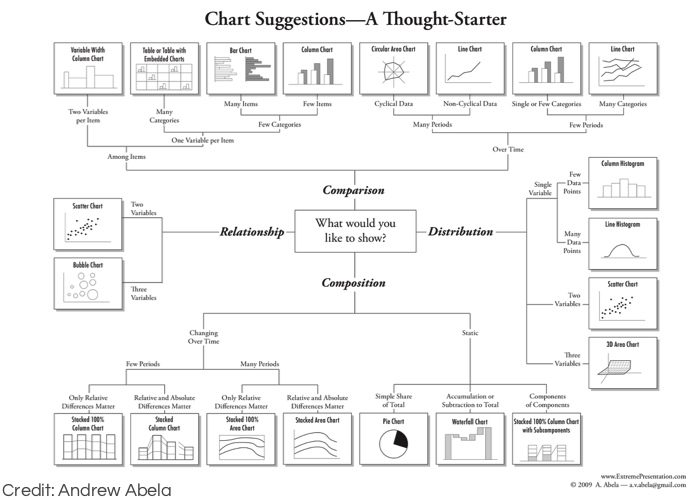 Chart Suggestions—A Thought-Starter
Variable Width
Column Chart
Table or Table with
Embedded Charts
Bar Chart
Column Chart
Circular Area Chart
Line Chart
Column Chart
Line Chart
Two Variables
per Item
Many
Categories
Many Items
Few Items
Cyclical Data
Non-Cyclical Data
Single or Few Categories
Many Categories
Few Categories
Many Periods
Few Periods
One Variable per Item
Among Items
Over Time
Comparison
What would you
like to show?
Relationship
Distribution
Composition
Scatter Chart
Two
Variables
Bubble Chart
Three
Variables
Single
Variable
Few
Data
Points
Column Histogram
Many
Data
Points
Line Histogram
Two
Variables
Scatter Chart
Three
Variables
3D Area Chart
Changing
Over Time
Static
Few Periods
Many Periods
Only Relative
Differences Matter
Relative and Absolute
Differences Matter
Only Relative
Differences Matter
Relative and Absolute
Differences Matter
Simple Share
of Total
Accumulation or
Subtraction to Total
Components
of Components
Stacked 100%
Column Chart
Stacked
Column Chart
Stacked 100%
Area Chart
Stacked Area Chart
Pie Chart
Waterfall Chart
Stacked 100% Column Chart
with Subcomponents
www.ExtremePresentation.com
© 2009 A. Abela — a.v.abela@gmail.com
Credit: Andrew Abela